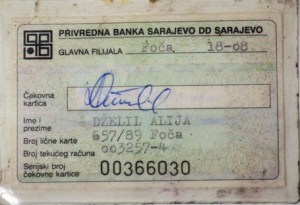 PRIVREDNA BANKA SARAJEVO DD SARAJEVO
GLAVNA FILIJALA Foča 18-08
Čekovna
kartica
Ime i
prezime DŽELIL ALIJA
Broj lične karte 657/89 Foča
Broj tekućeg računa 003257-4
Serijski broj
čekovne kartice 00366030